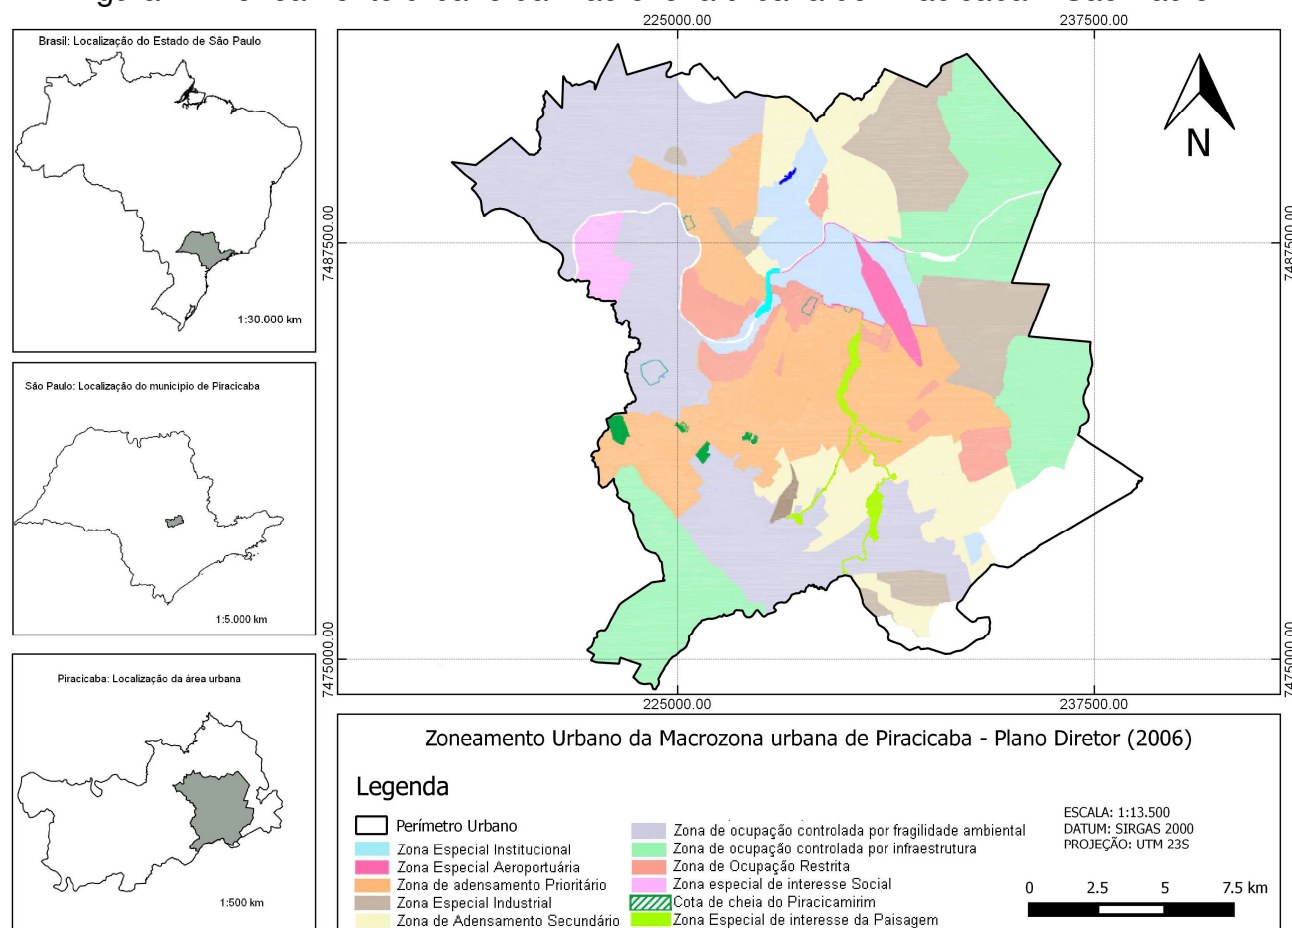 225000.00
237500.00
Brasil: Localização do Estado de São Paulo
1:30.000 km
São Paulo: Localização do municipio de Piracicaba
1:5.000 km
Piracicaba: Localização da área urbana
1:500 km
N
7487500.00
7487500.00
7475000.00
7475000.00
225000.00
237500.00
Zoneamento Urbano da Macrozona urbana de Piracicaba - Plano Diretor (2006)
Legenda
Perímetro Urbano
Zona Especial Institucional
Zona Especial Aeroportuária
Zona de adensamento Prioritário
Zona Especial Industrial
Zona de Adensamento Secundário
Zona de ocupação controlada por fragilidade ambiental
Zona de ocupação controlada por infraestrutura
Zona de Ocupação Restrita
Zona especial de interesse Social
Cota de cheia do Piracicamirim
Zona Especial de interesse da Paisagem
ESCALA: 1:13.500
DATUM: SIRGAS 2000
PROJEÇÃO: UTM 23S
0 2.5 5 7.5 km